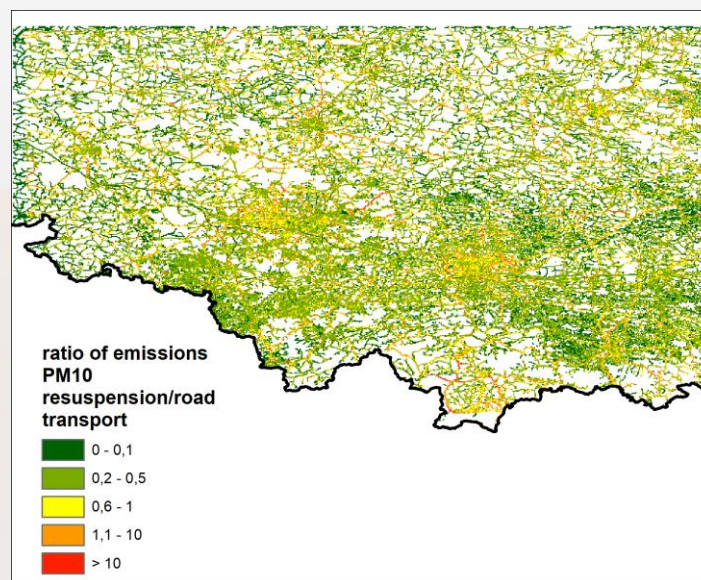 ratio of emissions
PM10
resuspension/road
transport
0 - 0,1
0,2 - 0,5
0,6 - 1
1,1 - 10
> 10